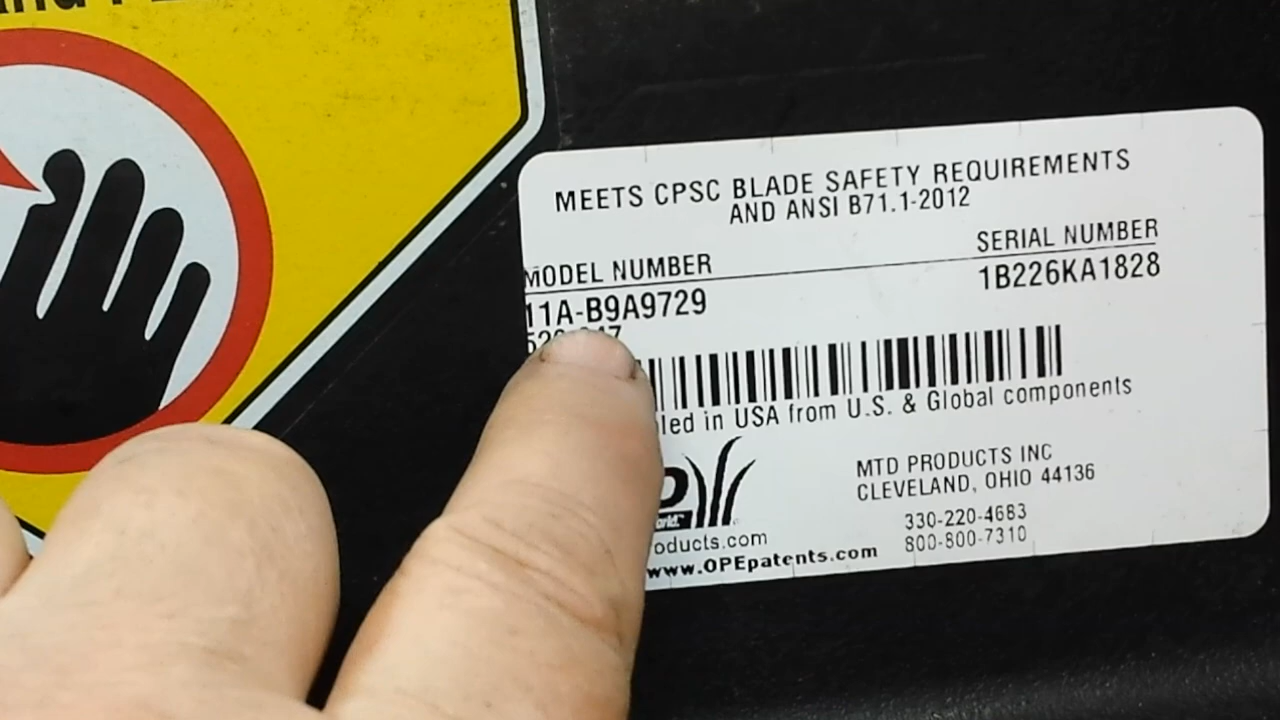 MEETS CPSC BLADE SAFETY REQUIREMENTS
AND ANSI B71.1-2012
MODEL NUMBER
SERIAL NUMBER
11A-B9A9729
1B226KA1828
led in USA from U.S. & Global components
MTD PRODUCTS INC
CLEVELAND, OHIO 44136
330-220-4683
800-800-7310
oducts.com
www.OPEpatents.com